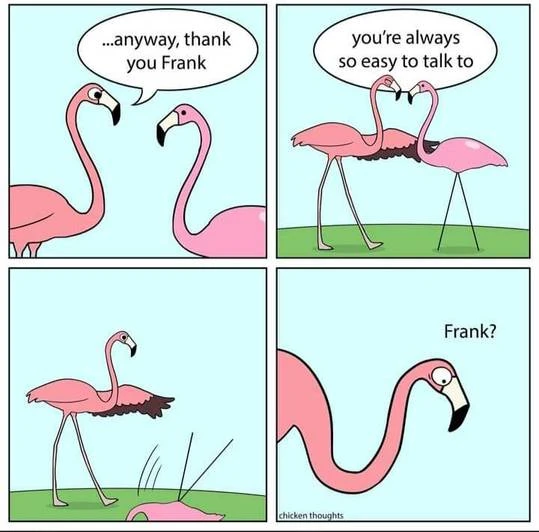 ...anyway, thank
you Frank
you're always
so easy to talk to
Frank?
chicken thoughts